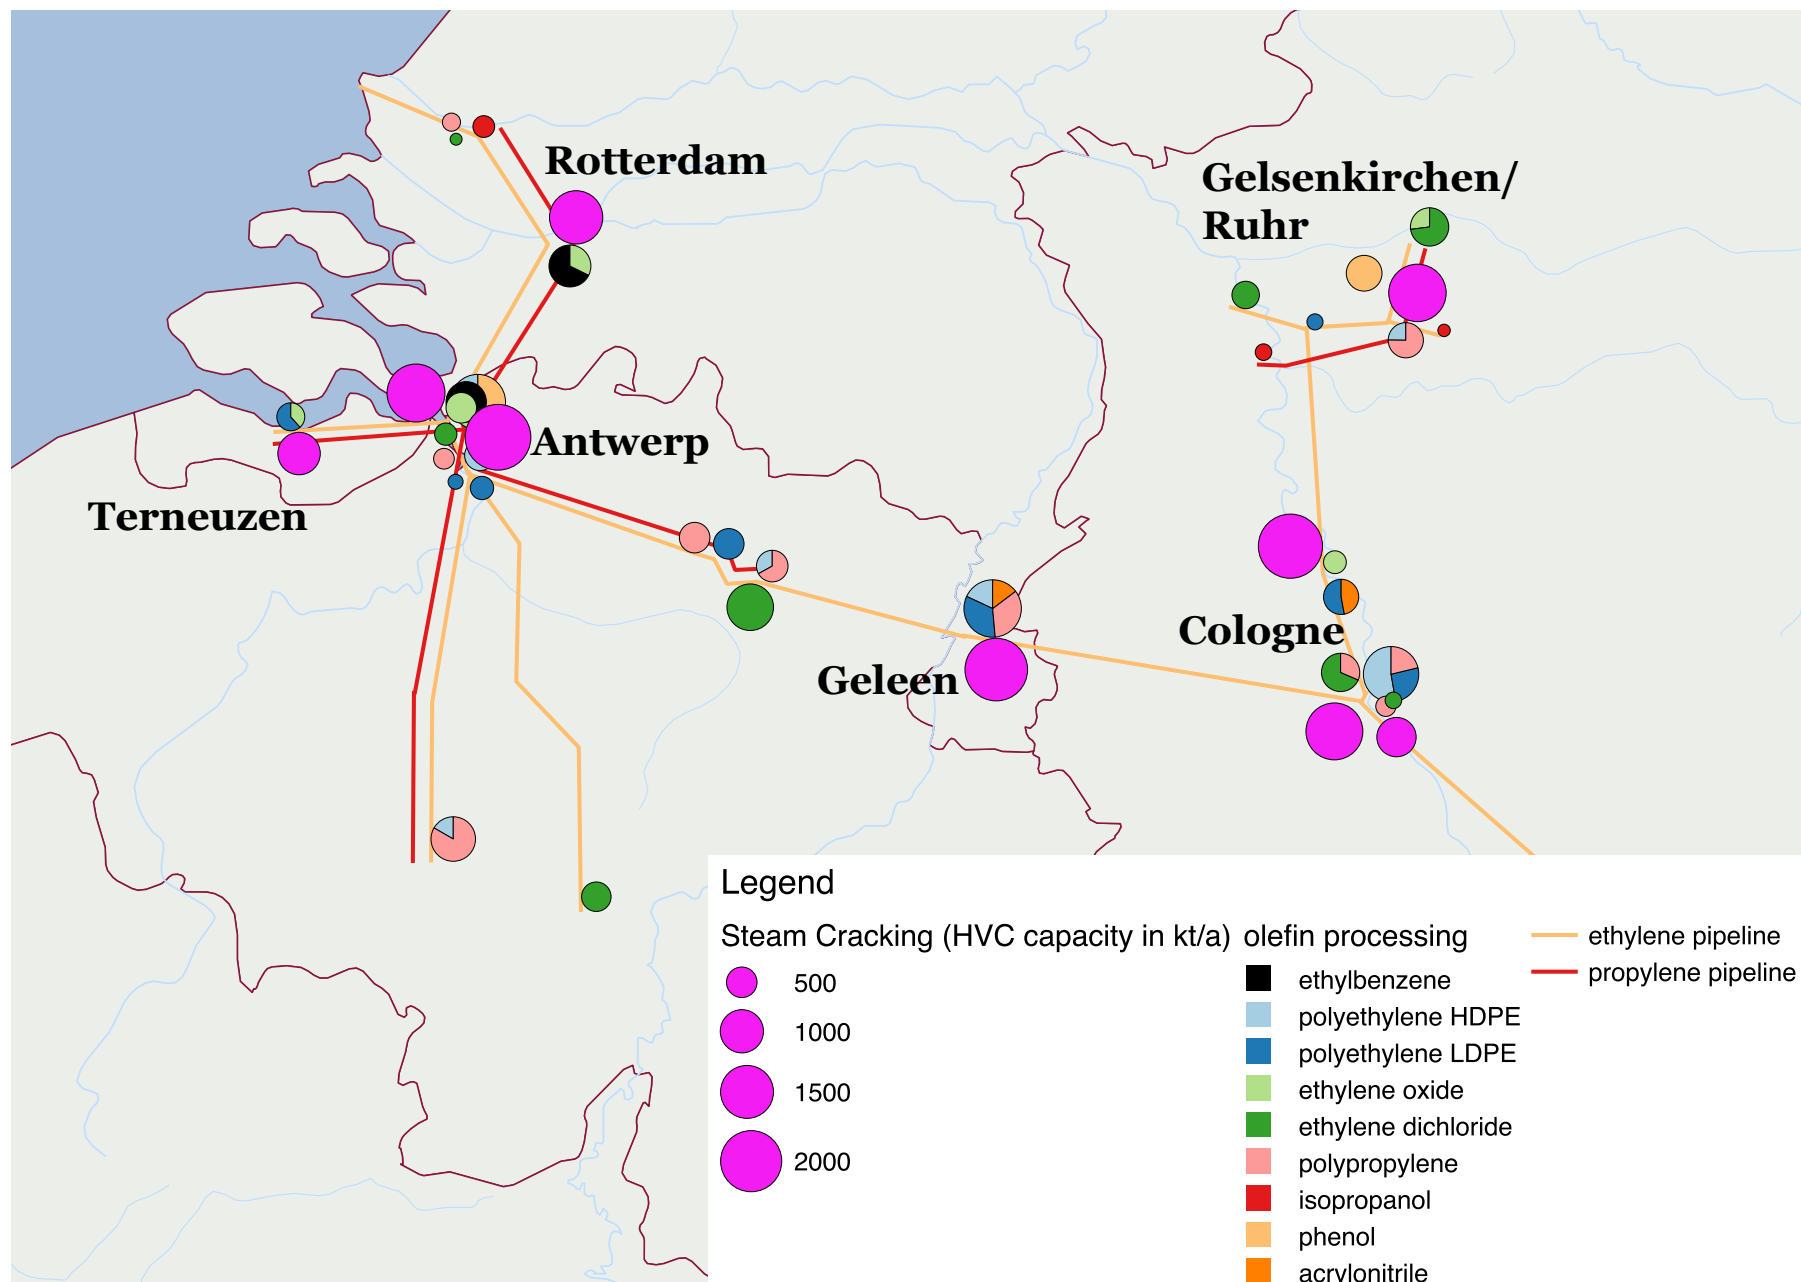 Rotterdam
Gelsenkirchen/
Ruhr
Antwerp
Terneuzen
Cologne
Geleen
Legend
Steam Cracking (HVC capacity in kt/a)
500
1000
1500
2000
olefin processing
ethylbenzene
polyethylene HDPE
polyethylene LDPE
ethylene oxide
ethylene dichloride
polypropylene
isopropanol
phenol
acrylonitrile
ethylene pipeline
propylene pipeline